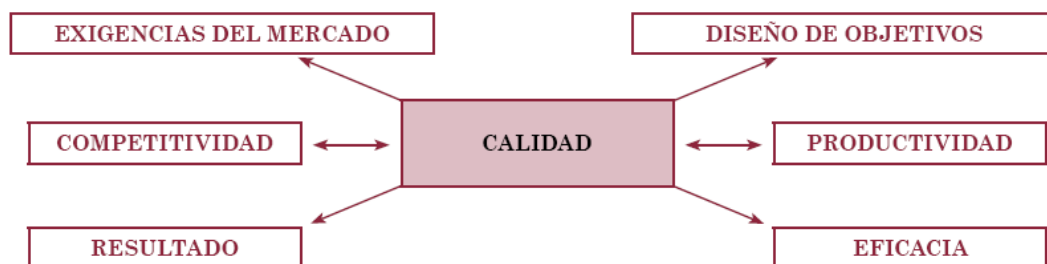 EXIGENCIAS DEL MERCADO
DISEÑO DE OBJETIVOS
COMPETITIVIDAD
CALIDAD
PRODUCTIVIDAD
RESULTADO
EFICACIA